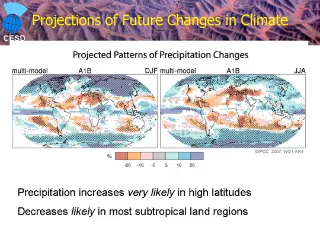 Projections of Future Changes in Climate
CESD
Projected Patterns of Precipitation Changes
multi-model A1B DJF multi-model A1B JJA
©IPCC 2007: WG1-AR4
%
-20 -10 -5 5 10 20
Precipitation increases very likely in high latitudes
Decreases likely in most subtropical land regions